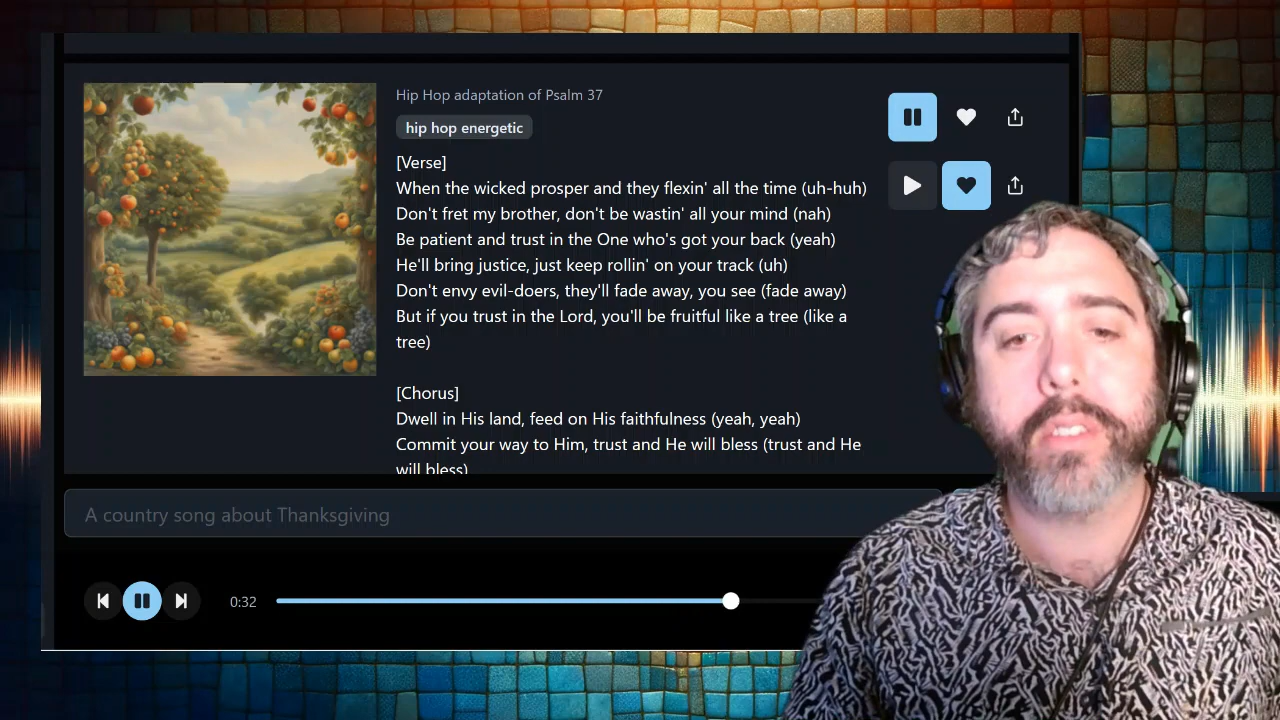 Hip Hop adaptation of Psalm 37
hip hop energetic
[Verse]
When the wicked prosper and they flexin' all the time (uh-huh)
Don't fret my brother, don't be wastin' all your mind (nah)
Be patient and trust in the One who's got your back (yeah)
He'll bring justice, just keep rollin' on your track (uh)
Don't envy evil-doers, they'll fade away, you see (fade away)
But if you trust in the Lord, you'll be fruitful like a tree (like a
tree)
[Chorus]
Dwell in His land, feed on His faithfulness (yeah, yeah)
Commit your way to Him, trust and He will bless (trust and He
will bless)
A country song about Thanksgiving
0:32